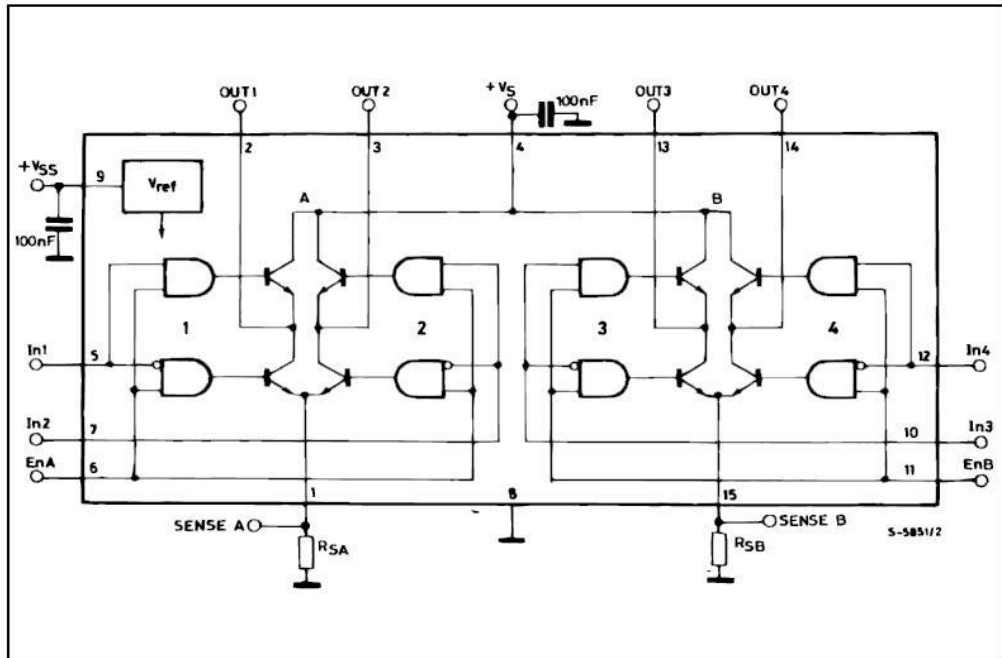 OUT1
OUT2
+VS
100nF
OUT3
OUT4
2
3
4
13
14
+VSS
9
Vref
100nF
A
B
1
2
3
4
In1
5
12
In4
In2
7
10
In3
EnA
6
11
EnB
1
8
15
SENSE A
RSA
SENSE B
RSB
S-5851/2